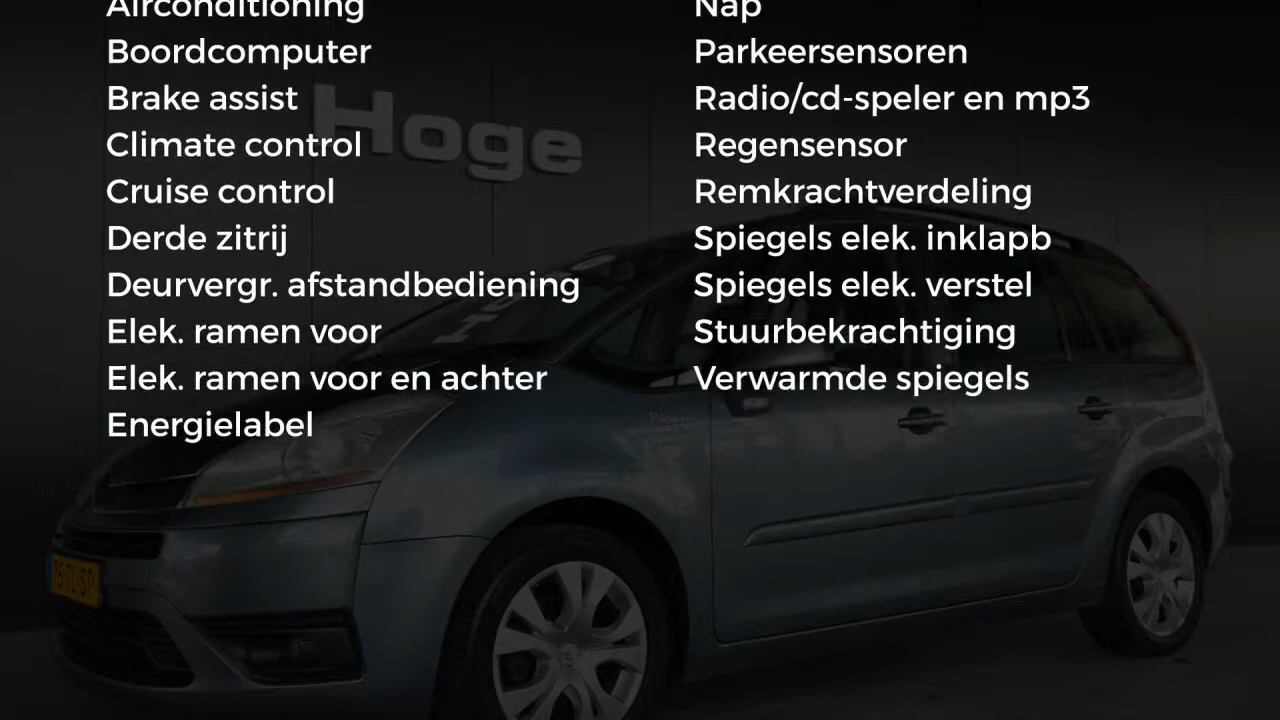 Airconditioning
Boordcomputer
Brake assist
Climate control
Cruise control
Derde zitrij
Deurvergr. afstandbediening
Elek. ramen voor
Elek. ramen voor en achter
Energielabel
Nap
Parkeersensoren
Radio/cd-speler en mp3
Regensensor
Remkrachtverdeling
Spiegels elek. inklapb
Spiegels elek. verstel
Stuurbekrachtiging
Verwarmde spiegels
Hoge